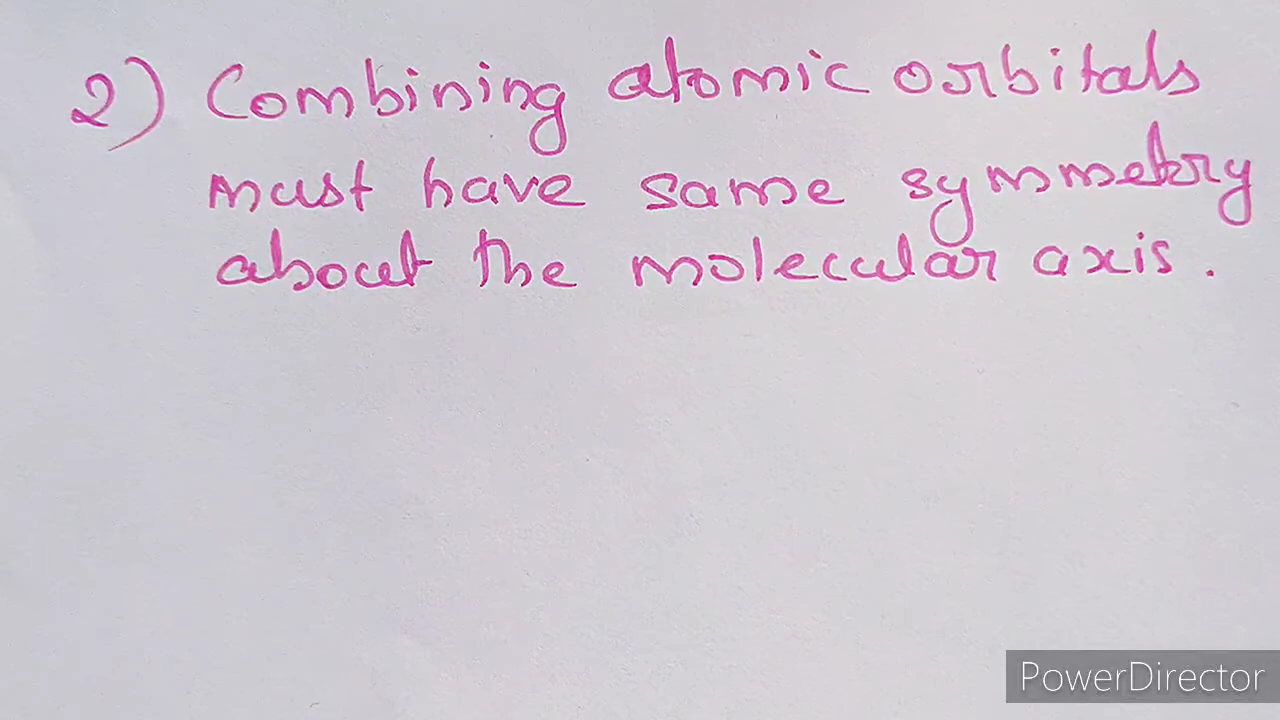 2) Combining atomic orbitals
must have same symmetry
about the molecular axis.
PowerDirector